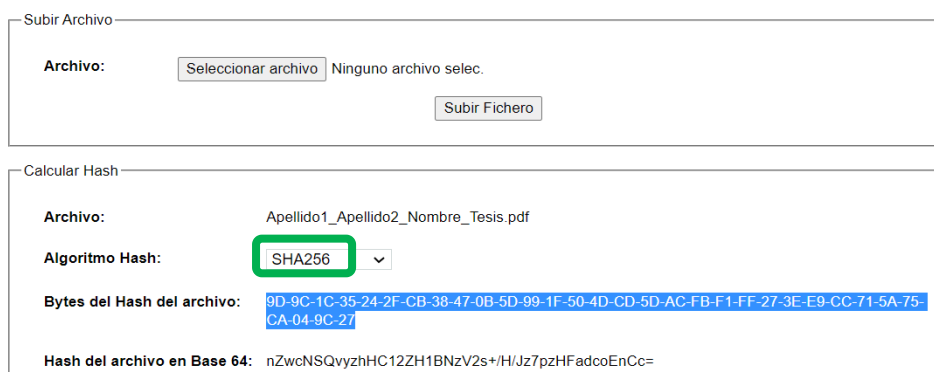 Subir Archivo
Archivo: Seleccionar archivo Ninguno archivo selec.
Subir Fichero
Calcular Hash
Archivo: Apellido1_Apellido2_Nombre_Tesis.pdf
Algoritmo Hash: SHA256
Bytes del Hash del archivo: 9D-9C-1C-35-24-2F-CB-38-47-0B-5D-99-1F-50-4D-CD-5D-AC-FB-F1-FF-27-3E-E9-CC-71-5A-75-
CA-04-9C-27
Hash del archivo en Base 64: nZwcNSQvyzhHC12ZH1BNzV2s+/H/Jz7pzHFadcoEnCc=